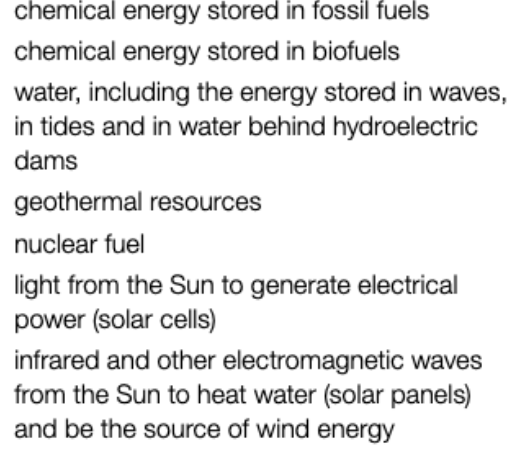 chemical energy stored in fossil fuels
chemical energy stored in biofuels
water, including the energy stored in waves,
in tides and in water behind hydroelectric
dams
geothermal resources
nuclear fuel
light from the Sun to generate electrical
power (solar cells)
infrared and other electromagnetic waves
from the Sun to heat water (solar panels)
and be the source of wind energy